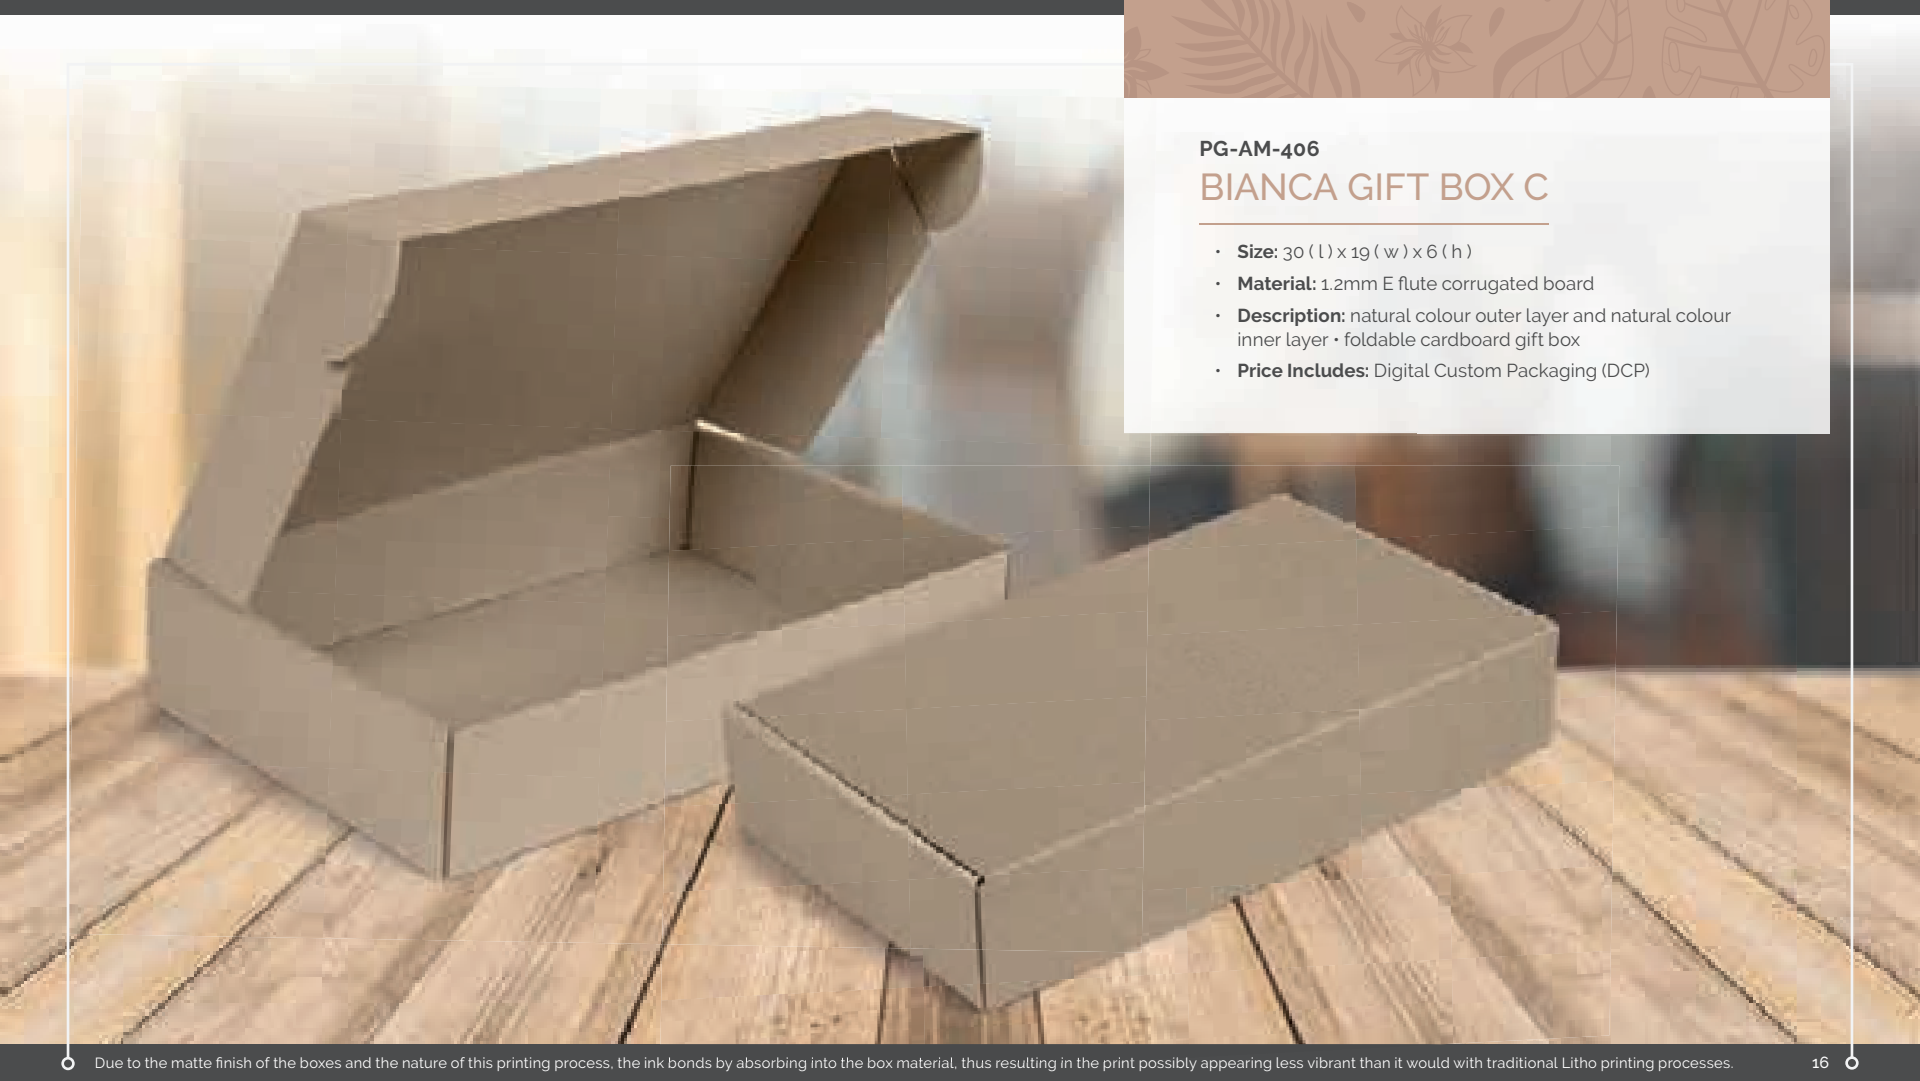 PG-AM-406
BIANCA GIFT BOX C
• Size: 30 ( l ) x 19 ( w ) x 6 ( h )
• Material: 1.2mm E flute corrugated board
• Description: natural colour outer layer and natural colour
inner layer • foldable cardboard gift box
• Price Includes: Digital Custom Packaging (DCP)
Due to the matte finish of the boxes and the nature of this printing process, the ink bonds by absorbing into the box material, thus resulting in the print possibly appearing less vibrant than it would with traditional Litho printing processes.
16